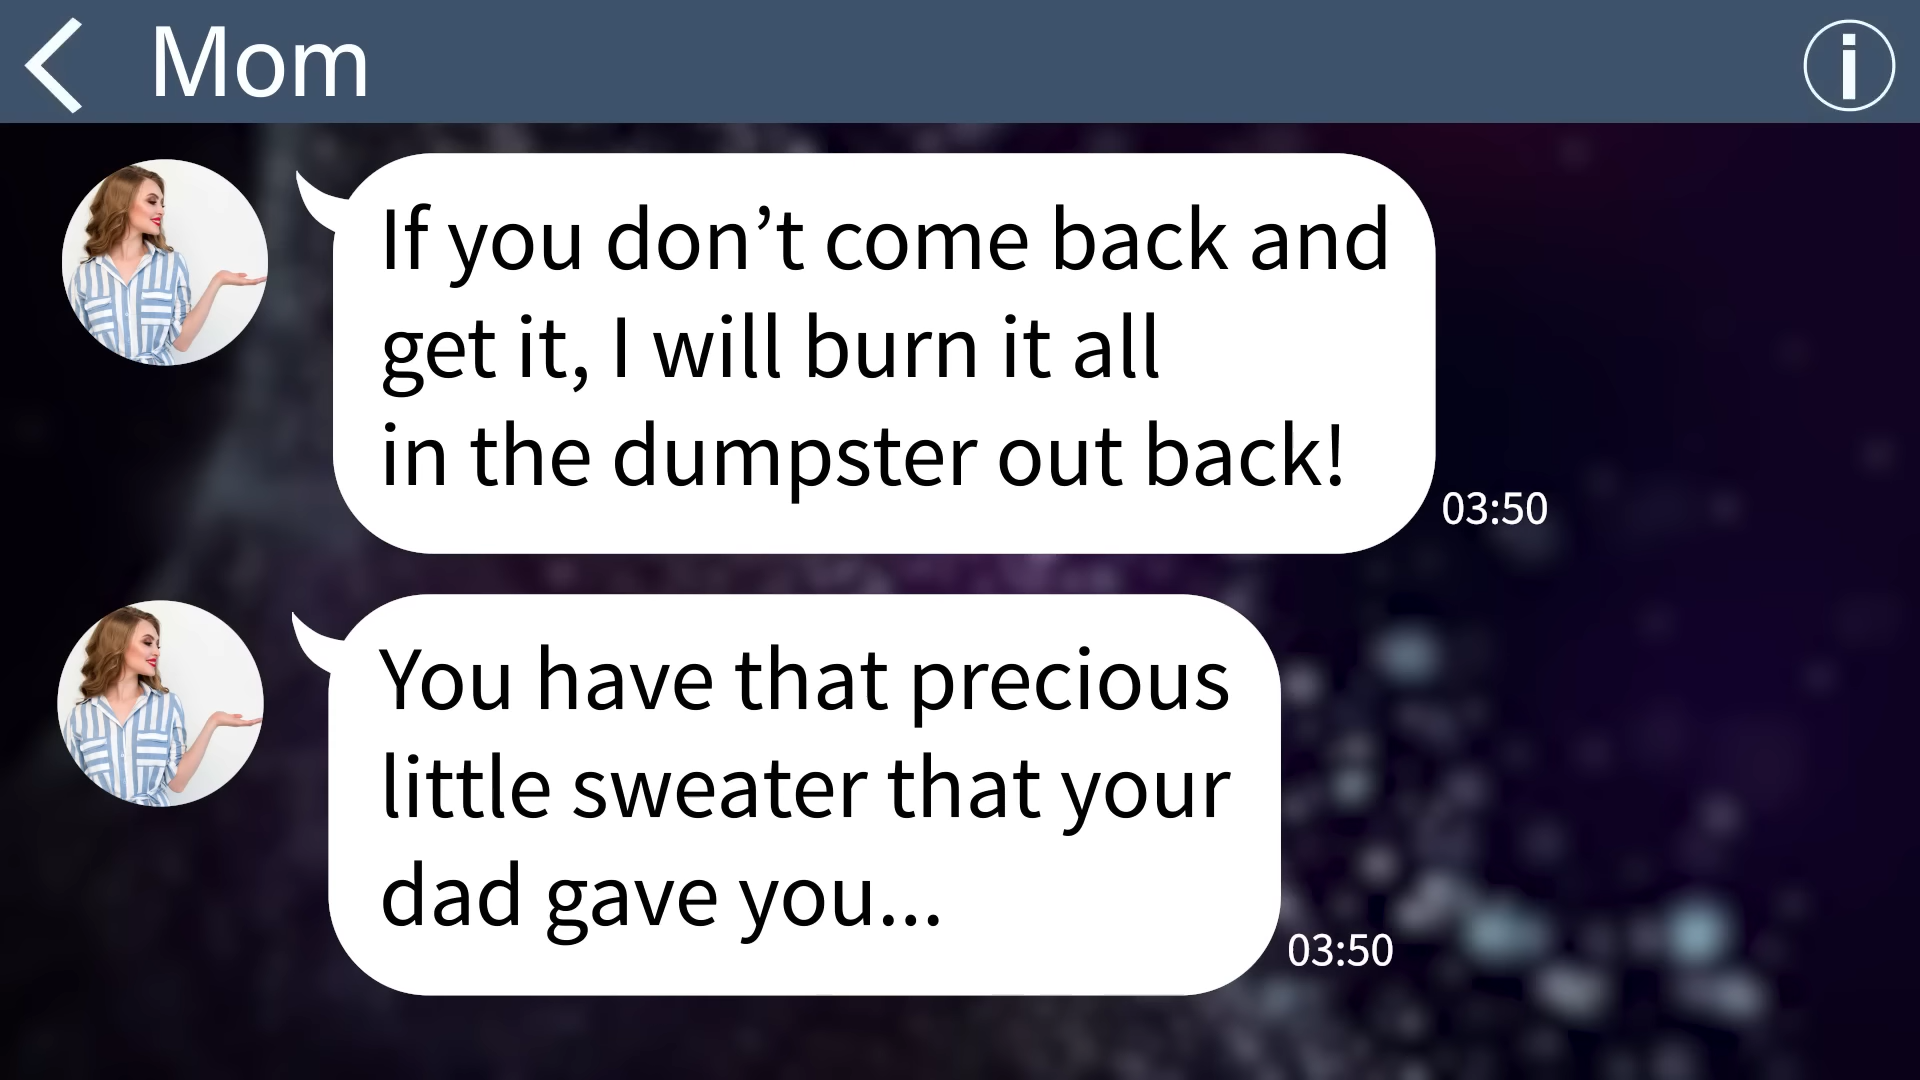 Mom
If you don’t come back and
get it, I will burn it all
in the dumpster out back!
03:50
You have that precious
little sweater that your
dad gave you...
03:50